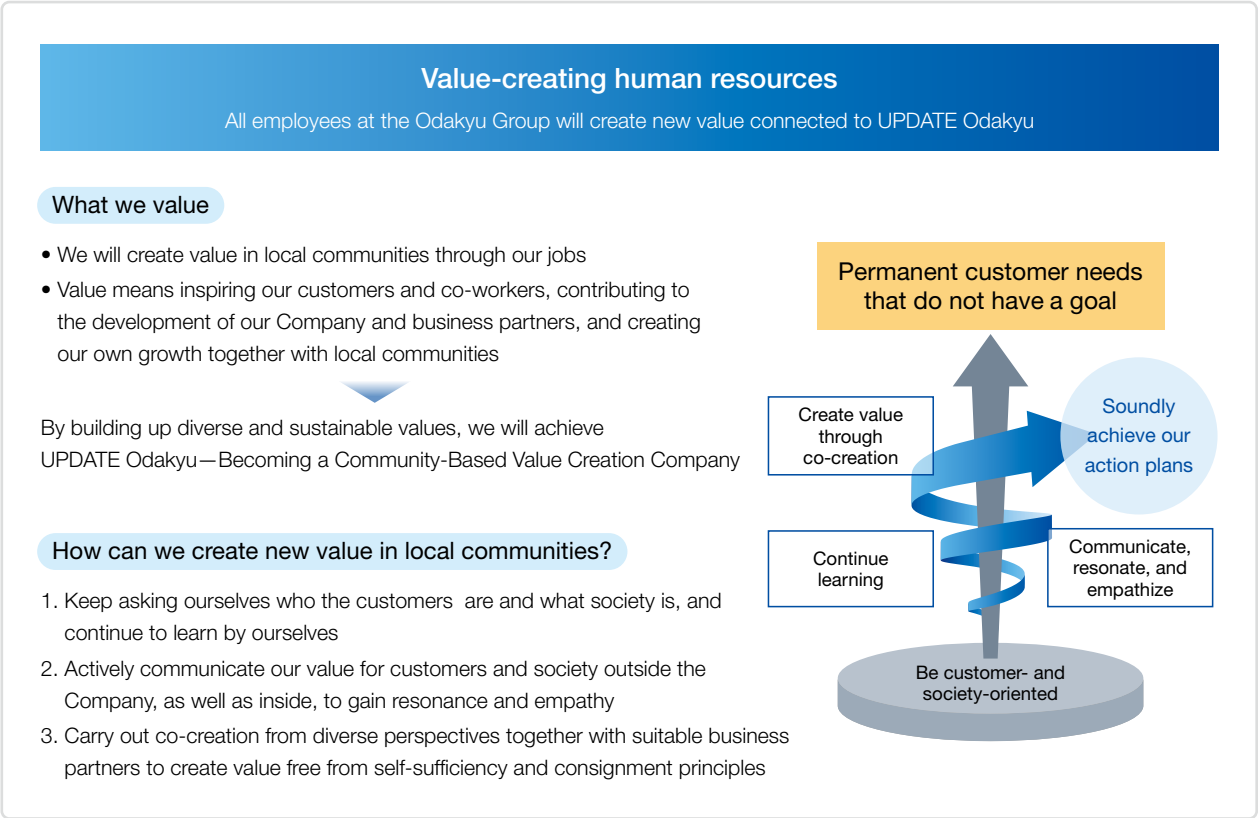 Value-creating human resources
All employees at the Odakyu Group will create new value connected to UPDATE Odakyu
What we value
• We will create value in local communities through our jobs
• Value means inspiring our customers and co-workers, contributing to
the development of our Company and business partners, and creating
our own growth together with local communities
By building up diverse and sustainable values, we will achieve
UPDATE Odakyu—Becoming a Community-Based Value Creation Company
How can we create new value in local communities?
1. Keep asking ourselves who the customers are and what society is, and
continue to learn by ourselves
2. Actively communicate our value for customers and society outside the
Company, as well as inside, to gain resonance and empathy
3. Carry out co-creation from diverse perspectives together with suitable business
partners to create value free from self-sufficiency and consignment principles
Permanent customer needs
that do not have a goal
Create value
through
co-creation
Soundly
achieve our
action plans
Continue
learning
Communicate,
resonate, and
empathize
Be customer- and
society-oriented